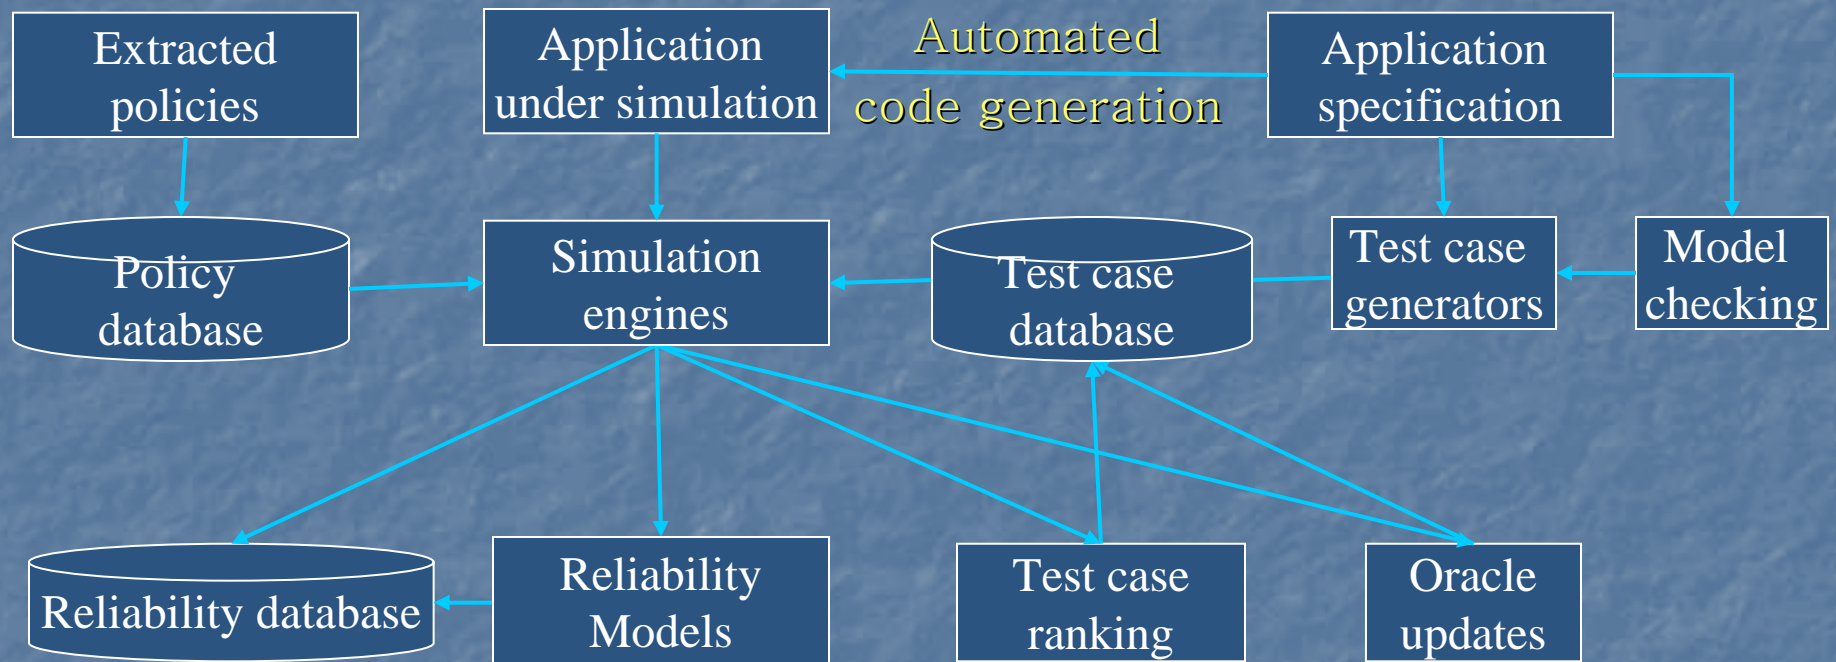 Extracted
policies
Application
under simulation
Automated
code generation
Application
specification
Policy
database
Simulation
engines
Test case
database
Test case
generators
Model
checking
Reliability database
Reliability
Models
Test case
ranking
Oracle
updates